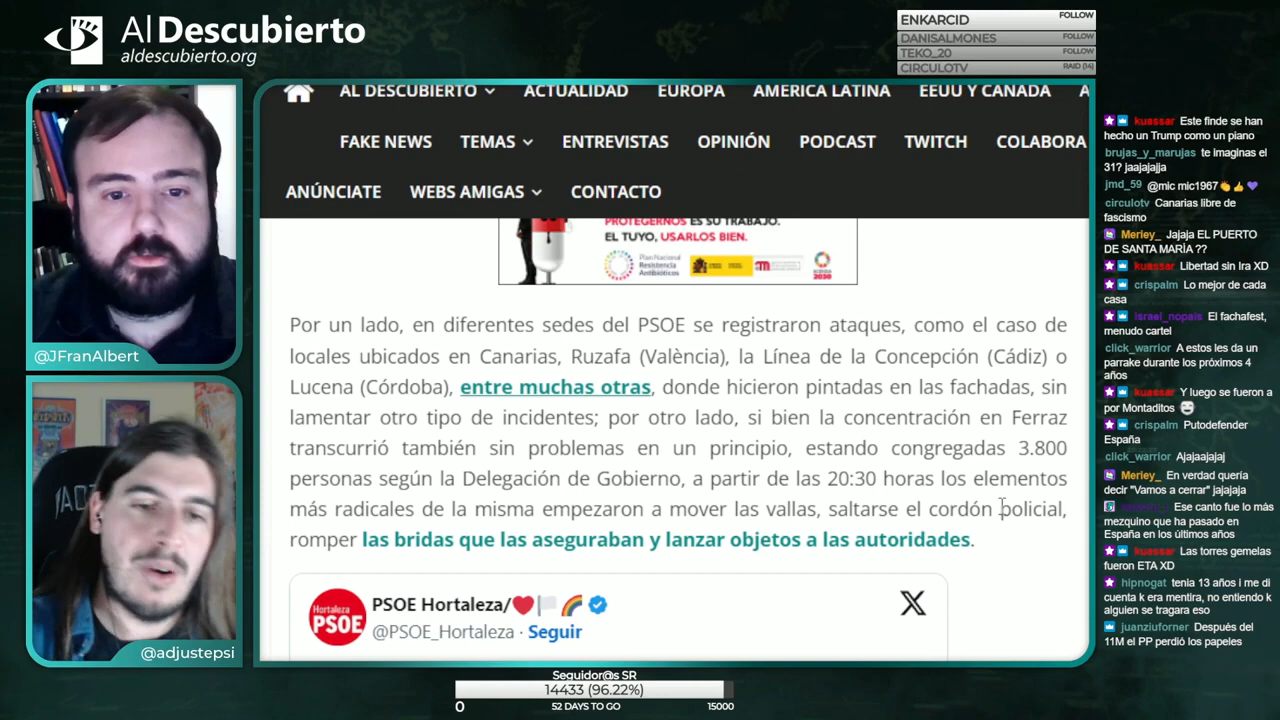 Al Descubierto
aldescubierto.org
ENKARCID FOLLOW
DANISALMONES FOLLOW
TEKO_20 FOLLOW
CIRCULOTV RAID (14)
@JFranAlbert
@adjustepsi
AL DESCUBIERTO ACTUALIDAD EUROPA AMÉRICA LATINA EEUU Y CANADA A
FAKE NEWS TEMAS ENTREVISTAS OPINIÓN PODCAST TWITCH COLABORA
ANÚNCIATE WEBS AMIGAS CONTACTO
PROTEGERNOS ES SU TRABAJO.
EL TUYO, USARLOS BIEN.
Plan Nacional
Resistencia
Antibióticos
2030
Por un lado, en diferentes sedes del PSOE se registraron ataques, como el caso de
locales ubicados en Canarias, Ruzafa (València), la Línea de la Concepción (Cádiz) o
Lucena (Córdoba), entre muchas otras, donde hicieron pintadas en las fachadas, sin
lamentar otro tipo de incidentes; por otro lado, si bien la concentración en Ferraz
transcurrió también sin problemas en un principio, estando congregadas 3.800
personas según la Delegación de Gobierno, a partir de las 20:30 horas los elementos
más radicales de la misma empezaron a mover las vallas, saltarse el cordón policial,
romper las bridas que las aseguraban y lanzar objetos a las autoridades.
Hortaleza
PSOE
PSOE Hortaleza/❤️🏳️🌈
@PSOE_Hortaleza · Seguir
kuassar Este finde se han
hecho un Trump como un piano
brujas_y_marujas te imaginas el
31? jaajajajja
jmd_59 @mic mic1967👏👍💜
circulotv Canarias libre de
fascismo
Merley_ Jajaja EL PUERTO
DE SANTA MARÍA ??
kuassar Libertad sin Ira XD
crispalm Lo mejor de cada
casa
israel_nopais El fachafest,
menudo cartel
click_warrior A estos les da un
parrake durante los próximos 4
años
kuassar Y luego se fueron a
por Montaditos
crispalm Putodefender
España
click_warrior Ajajaajajaj
Merley_ En verdad quería
decir "Vamos a cerrar" jajajaja
Ese canto fue lo más
mezquino que ha pasado en
España en los últimos años
kuassar Las torres gemelas
fueron ETA XD
hipnogat tenia 13 años i me di
cuenta k era mentira, no entiendo k
alguien se tragara eso
juanziuforner Después del
11M el PP perdió los papeles
Seguidor@s SR
14433 (96.22%)
0 52 DAYS TO GO 15000